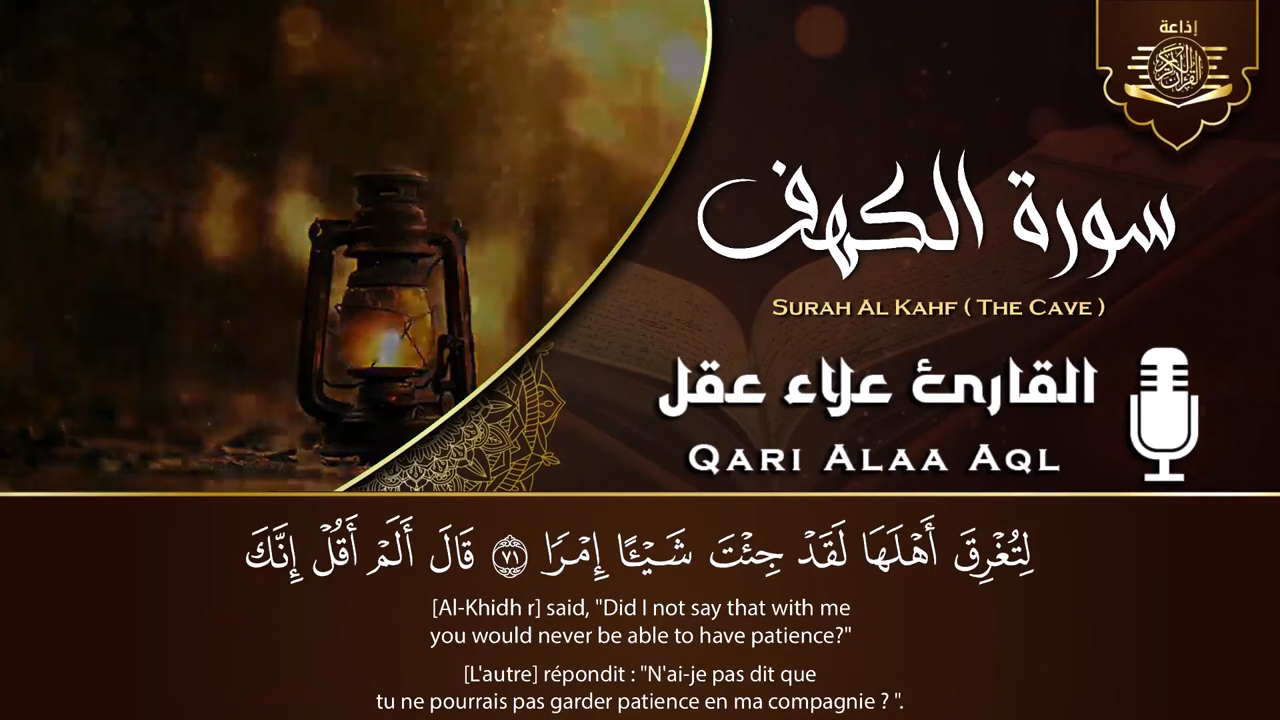 إذاعة
القرآن الكريم
سورة الكهف
SURAH AL KAHF ( THE CAVE )
القارئ علاء عقل
QARI ALAA AQL
لِتُغْرِقَ أَهْلَهَا لَقَدْ جِئْتَ شَيْـًٔا إِمْرًا ٧١ قَالَ أَلَمْ أَقُلْ إِنَّكَ
[Al-Khidh r] said, "Did I not say that with me
you would never be able to have patience?"
[L'autre] répondit : "N'ai-je pas dit que
tu ne pourrais pas garder patience en ma compagnie ? ".